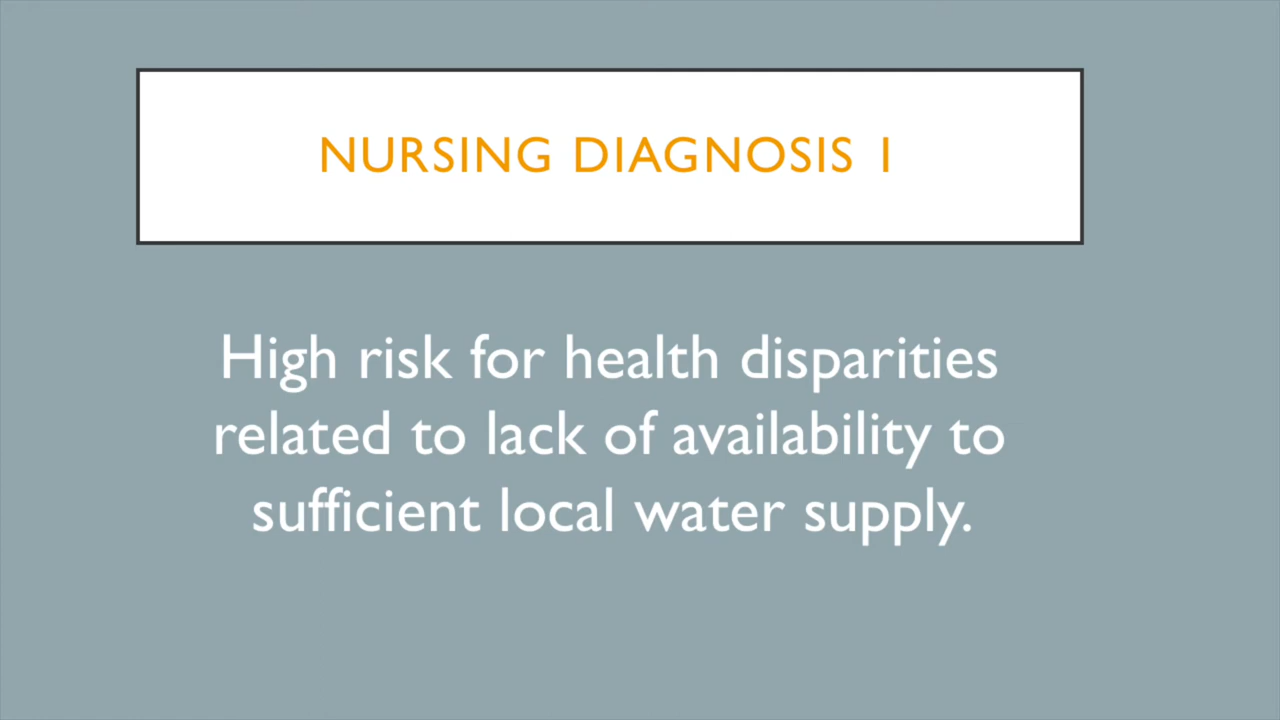 NURSING DIAGNOSIS 1
High risk for health disparities
related to lack of availability to
sufficient local water supply.